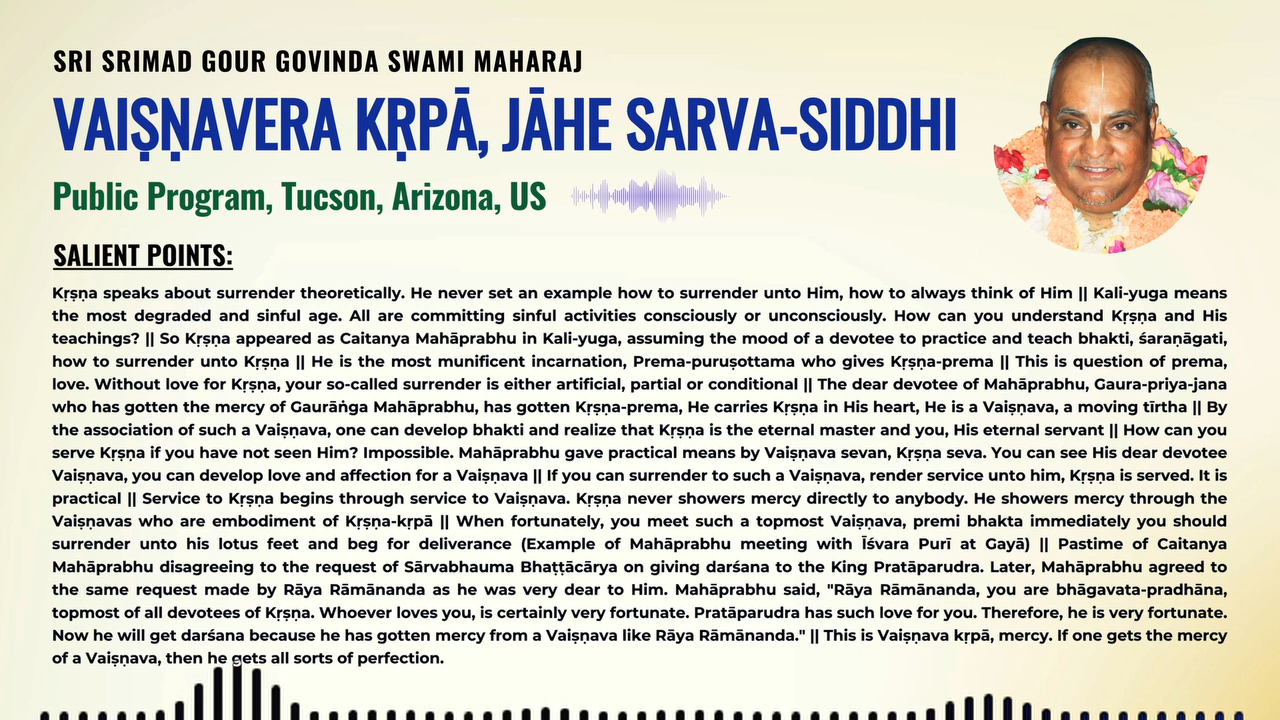 SRI SRIMAD GOUR GOVINDA SWAMI MAHARAJ
VAIṢṆAVERA KṚPĀ, JĀHE SARVA-SIDDHI
Public Program, Tucson, Arizona, US
SALIENT POINTS:
Kṛṣṇa speaks about surrender theoretically. He never set an example how to surrender unto Him, how to always think of Him || Kali-yuga means
the most degraded and sinful age. All are committing sinful activities consciously or unconsciously. How can you understand Kṛṣṇa and His
teachings? || So Kṛṣṇa appeared as Caitanya Mahāprabhu in Kali-yuga, assuming the mood of a devotee to practice and teach bhakti, śaraṇāgati,
how to surrender unto Kṛṣṇa || He is the most munificent incarnation, Prema-puruṣottama who gives Kṛṣṇa-prema || This is question of prema,
love. Without love for Kṛṣṇa, your so-called surrender is either artificial, partial or conditional || The dear devotee of Mahāprabhu, Gaura-priya-jana
who has gotten the mercy of Gaurāṅga Mahāprabhu, has gotten Kṛṣṇa-prema, He carries Kṛṣṇa in His heart, He is a Vaiṣṇava, a moving tīrtha || By
the association of such a Vaiṣṇava, one can develop bhakti and realize that Kṛṣṇa is the eternal master and you, His eternal servant || How can you
serve Kṛṣṇa if you have not seen Him? Impossible. Mahāprabhu gave practical means by Vaiṣṇava sevan, Kṛṣṇa seva. You can see His dear devotee
Vaiṣṇava, you can develop love and affection for a Vaiṣṇava || If you can surrender to such a Vaiṣṇava, render service unto him, Kṛṣṇa is served. It is
practical || Service to Kṛṣṇa begins through service to Vaiṣṇava. Kṛṣṇa never showers mercy directly to anybody. He showers mercy through the
Vaiṣṇavas who are embodiment of Kṛṣṇa-kṛpā || When fortunately, you meet such a topmost Vaiṣṇava, premi bhakta immediately you should
surrender unto his lotus feet and beg for deliverance (Example of Mahāprabhu meeting with Īśvara Purī at Gayā) || Pastime of Caitanya
Mahāprabhu disagreeing to the request of Sārvabhauma Bhaṭṭācārya on giving darśana to the King Pratāparudra. Later, Mahāprabhu agreed to
the same request made by Rāya Rāmānanda as he was very dear to Him. Mahāprabhu said, "Rāya Rāmānanda, you are bhāgavata-pradhāna,
topmost of all devotees of Kṛṣṇa. Whoever loves you, is certainly very fortunate. Pratāparudra has such love for you. Therefore, he is very fortunate.
Now he will get darśana because he has gotten mercy from a Vaiṣṇava like Rāya Rāmānanda." || This is Vaiṣṇava kṛpā, mercy. If one gets the mercy
of a Vaiṣṇava, then he gets all sorts of perfection.